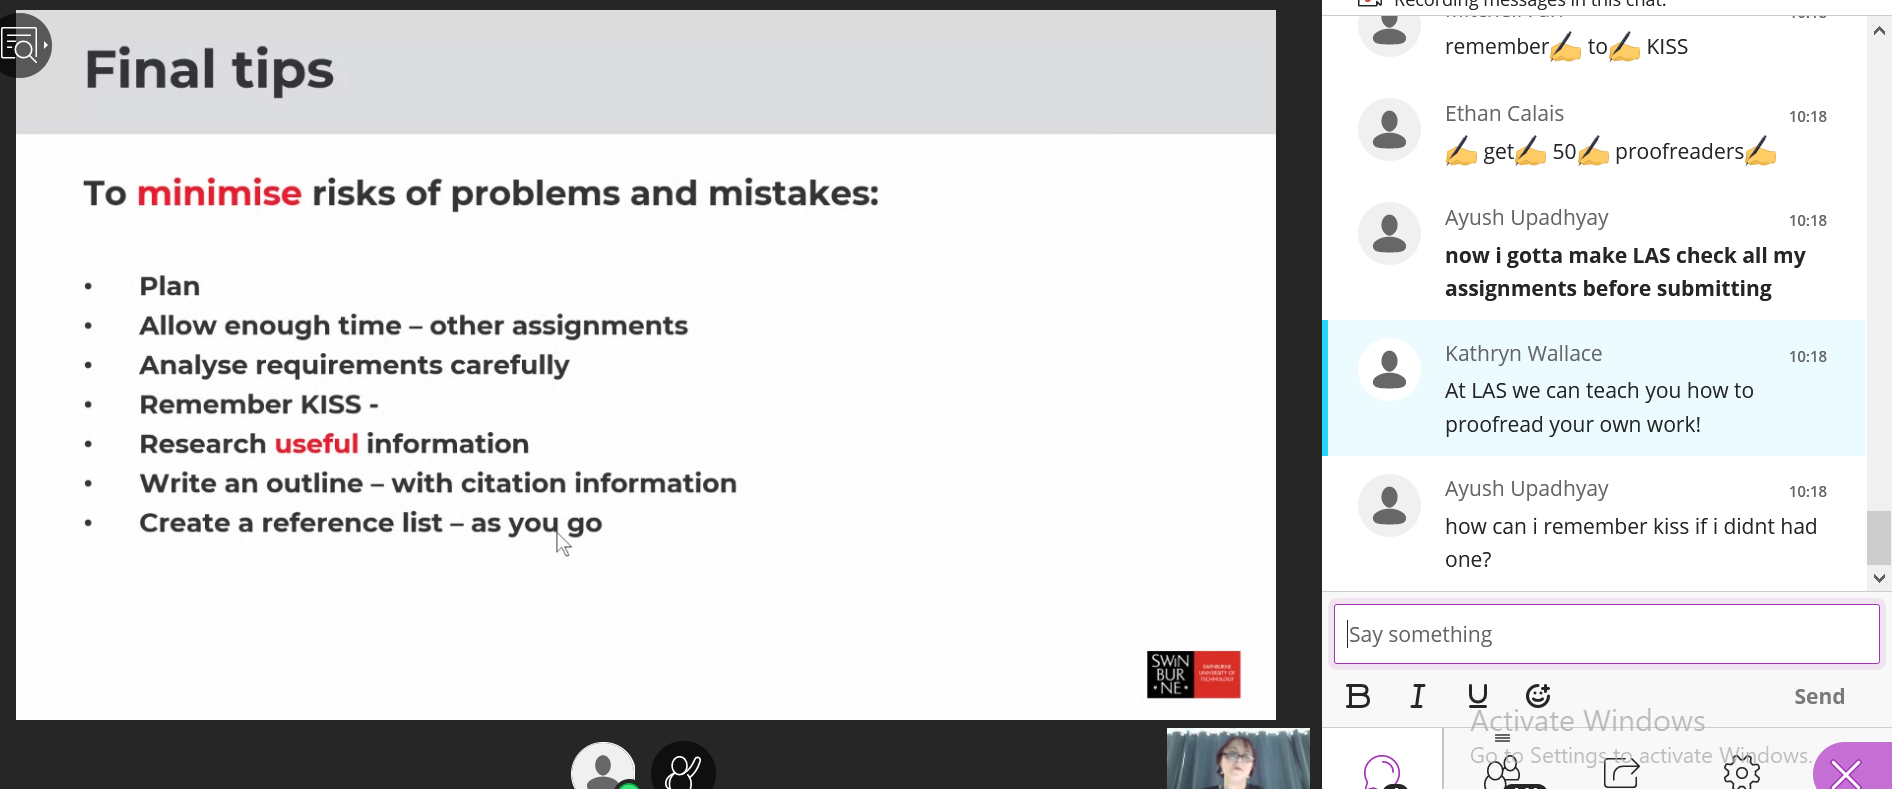 Final tips
To minimise risks of problems and mistakes:
• Plan
• Allow enough time – other assignments
• Analyse requirements carefully
• Remember KISS -
• Research useful information
• Write an outline – with citation information
• Create a reference list – as you go
SWIN
BUR
• NE •
SWINBURNE
UNIVERSITY OF
TECHNOLOGY
Recording messages in this chat.
10:18
remember✍ to✍ KISS
Ethan Calais 10:18
✍ get✍ 50✍ proofreaders✍
Ayush Upadhyay 10:18
now i gotta make LAS check all my
assignments before submitting
Kathryn Wallace 10:18
At LAS we can teach you how to
proofread your own work!
Ayush Upadhyay 10:18
how can i remember kiss if i didnt had
one?
Say something
B I U Send
Activate Windows
Go to Settings to activate Windows.